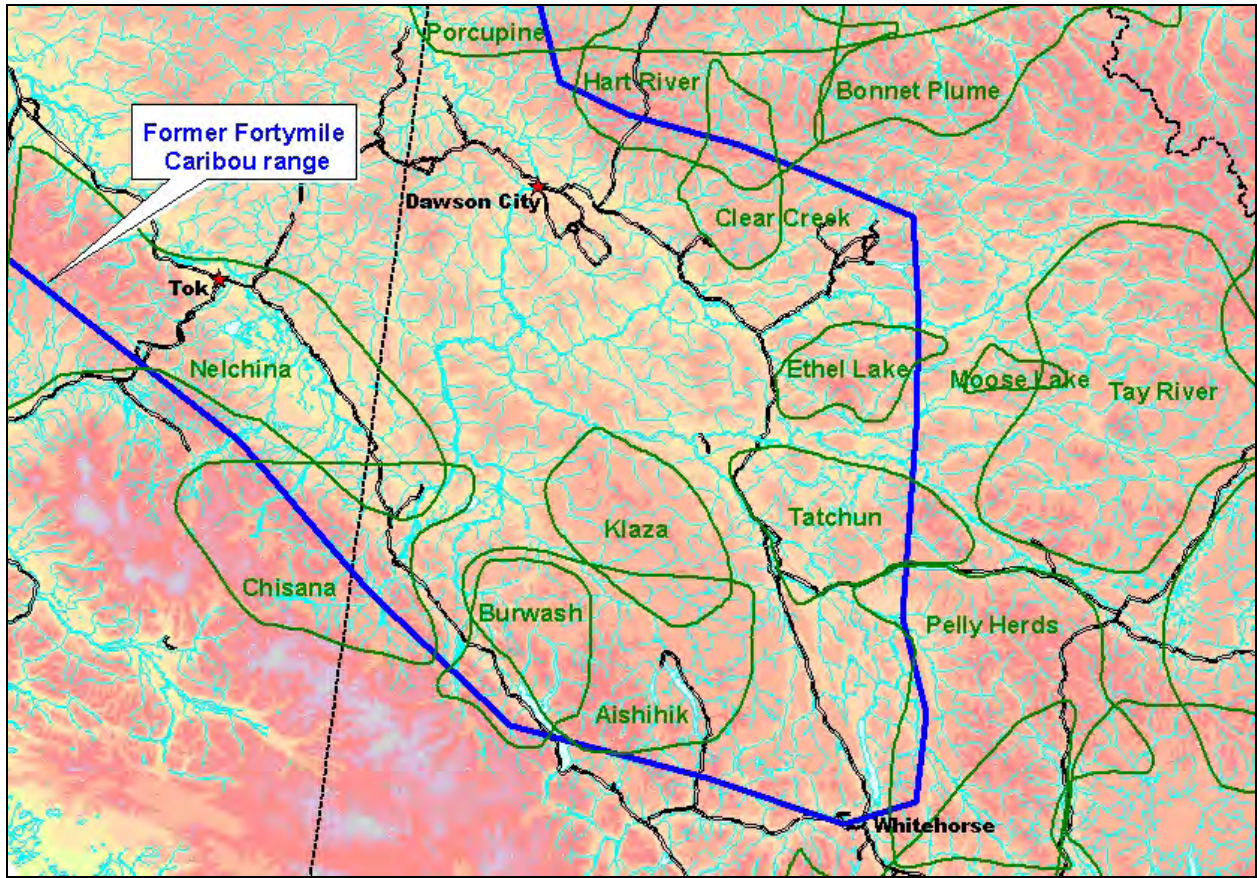 Porcupine
Hart River
Bonnet Plume
Former Fortymile
Caribou range
Dawson City
Clear Creek
Tok
Nelchina
Ethel Lake
Moose Lake
Tay River
Klaza
Tatchun
Chisana
Burwash
Pelly Herds
Aishihik
Whitehorse